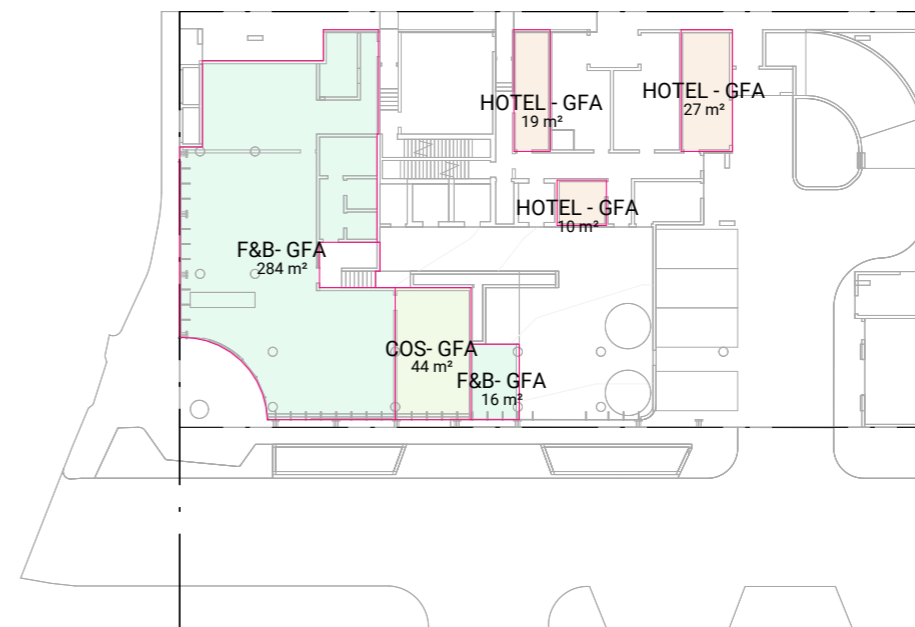 HOTEL - GFA
19 m²
HOTEL - GFA
27 m²
HOTEL - GFA
10 m²
F&B- GFA
284 m²
COS- GFA
44 m²
F&B- GFA
16 m²